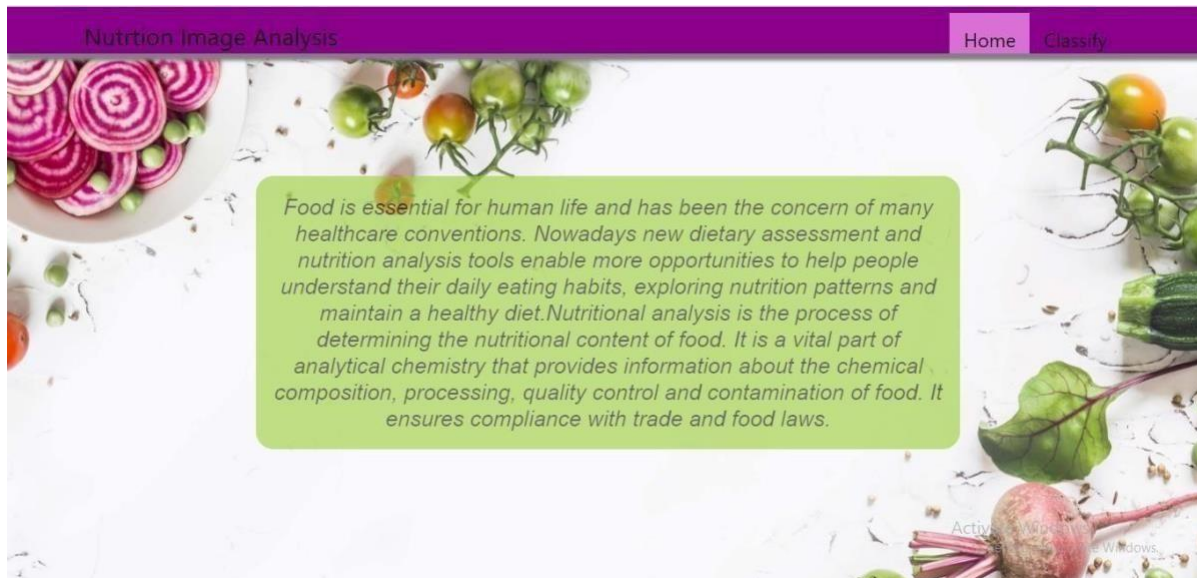 Nutrtion Image Analysis
Home Classify
Food is essential for human life and has been the concern of many
healthcare conventions. Nowadays new dietary assessment and
nutrition analysis tools enable more opportunities to help people
understand their daily eating habits, exploring nutrition patterns and
maintain a healthy diet.Nutritional analysis is the process of
determining the nutritional content of food. It is a vital part of
analytical chemistry that provides information about the chemical
composition, processing, quality control and contamination of food. It
ensures compliance with trade and food laws.
Windows.